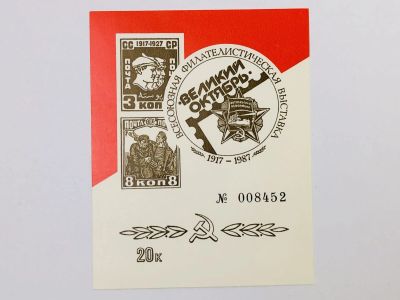 СС 1917-1927 СР
ПОЧТА
3 КОП
ПОЧТА
8 КОП 8
ВСЕСОЮЗНАЯ ФИЛАТЕЛИСТИЧЕСКАЯ ВЫСТАВКА
ВЕЛИКИЙ
ОКТЯБРЬ
1917 – 1987
№ 008452
20к